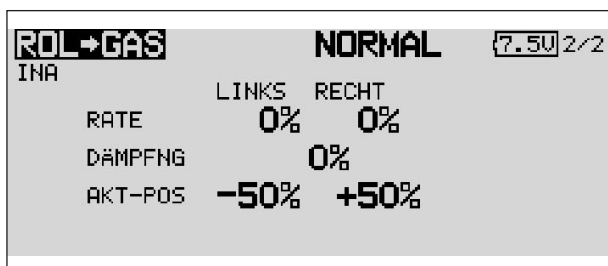 ROL➔GAS NORMAL 7.5V 2/2
INA
LINKS RECHT
RATE 0% 0%
DÄMPFNG 0%
AKT-POS -50% +50%